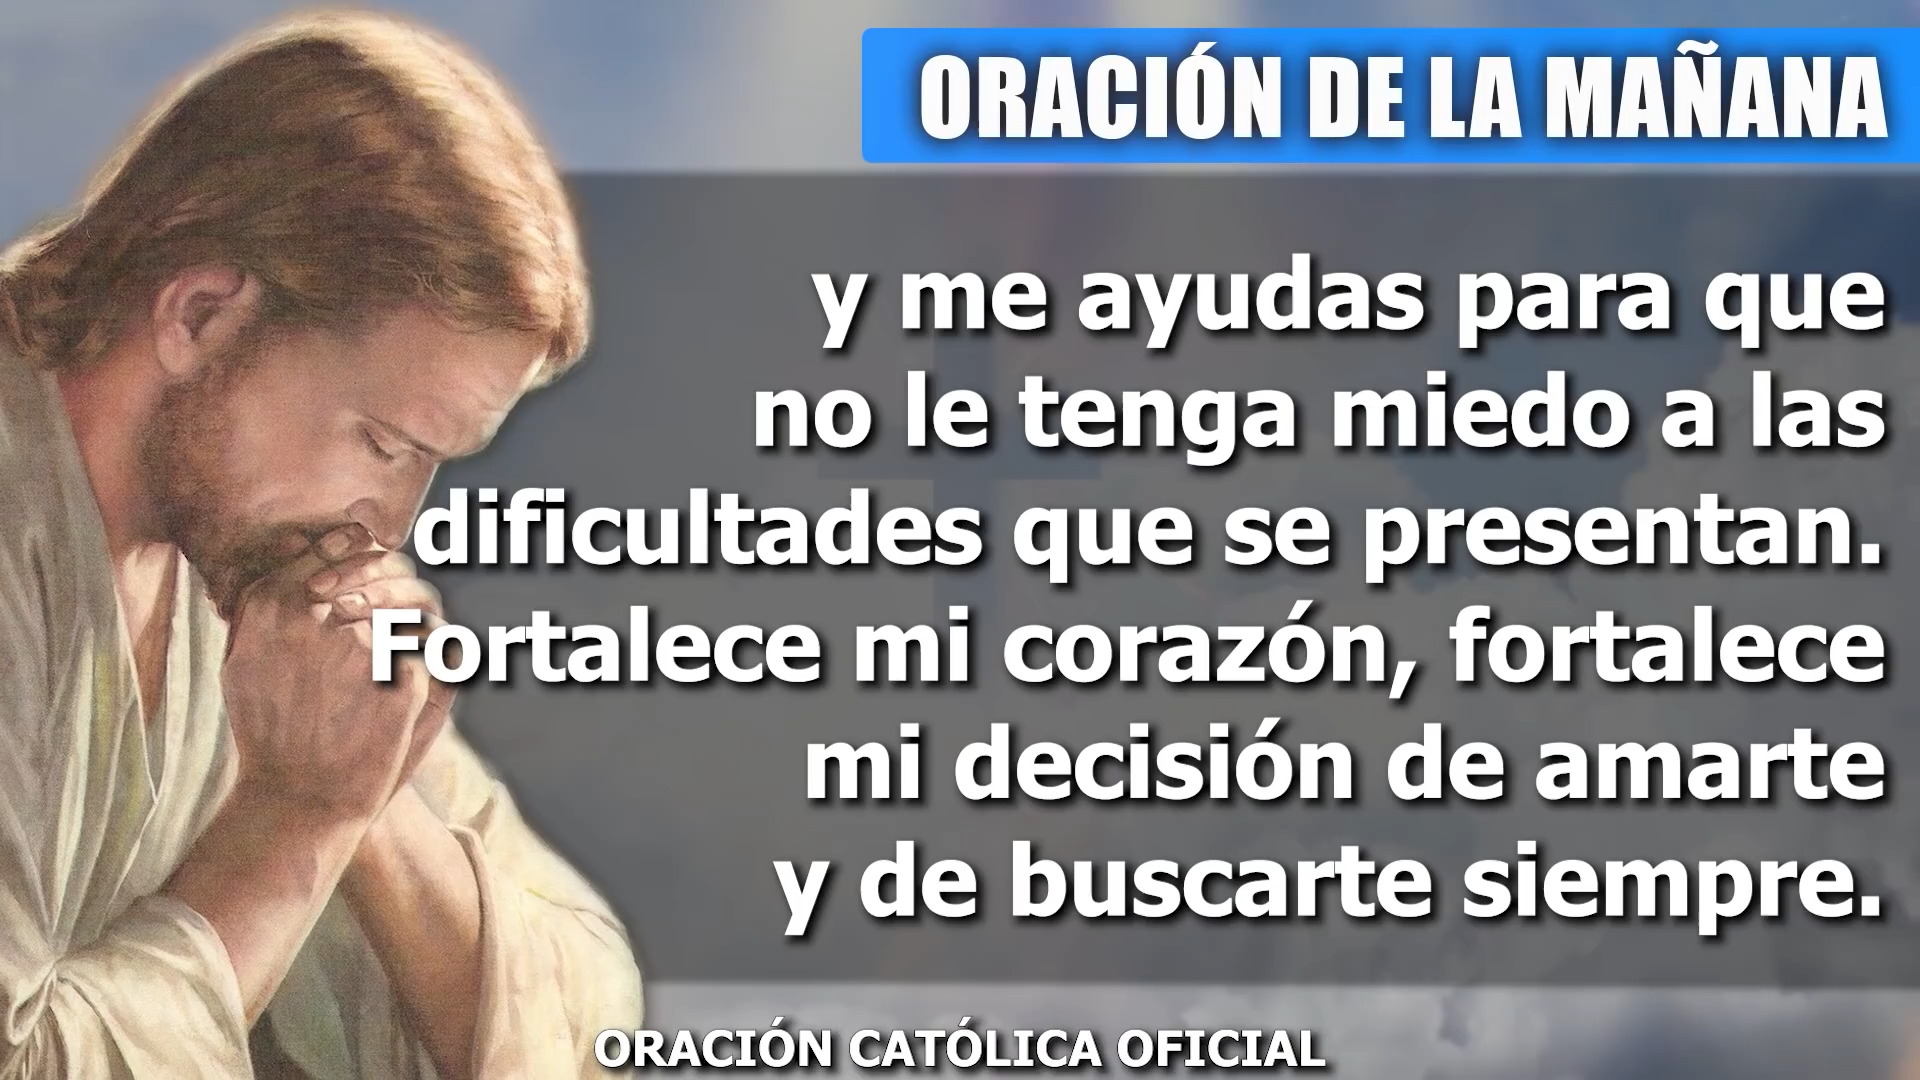 ORACIÓN DE LA MAÑANA
y me ayudas para que
no le tenga miedo a las
dificultades que se presentan.
Fortalece mi corazón, fortalece
mi decisión de amarte
y de buscarte siempre.
ORACIÓN CATÓLICA OFICIAL